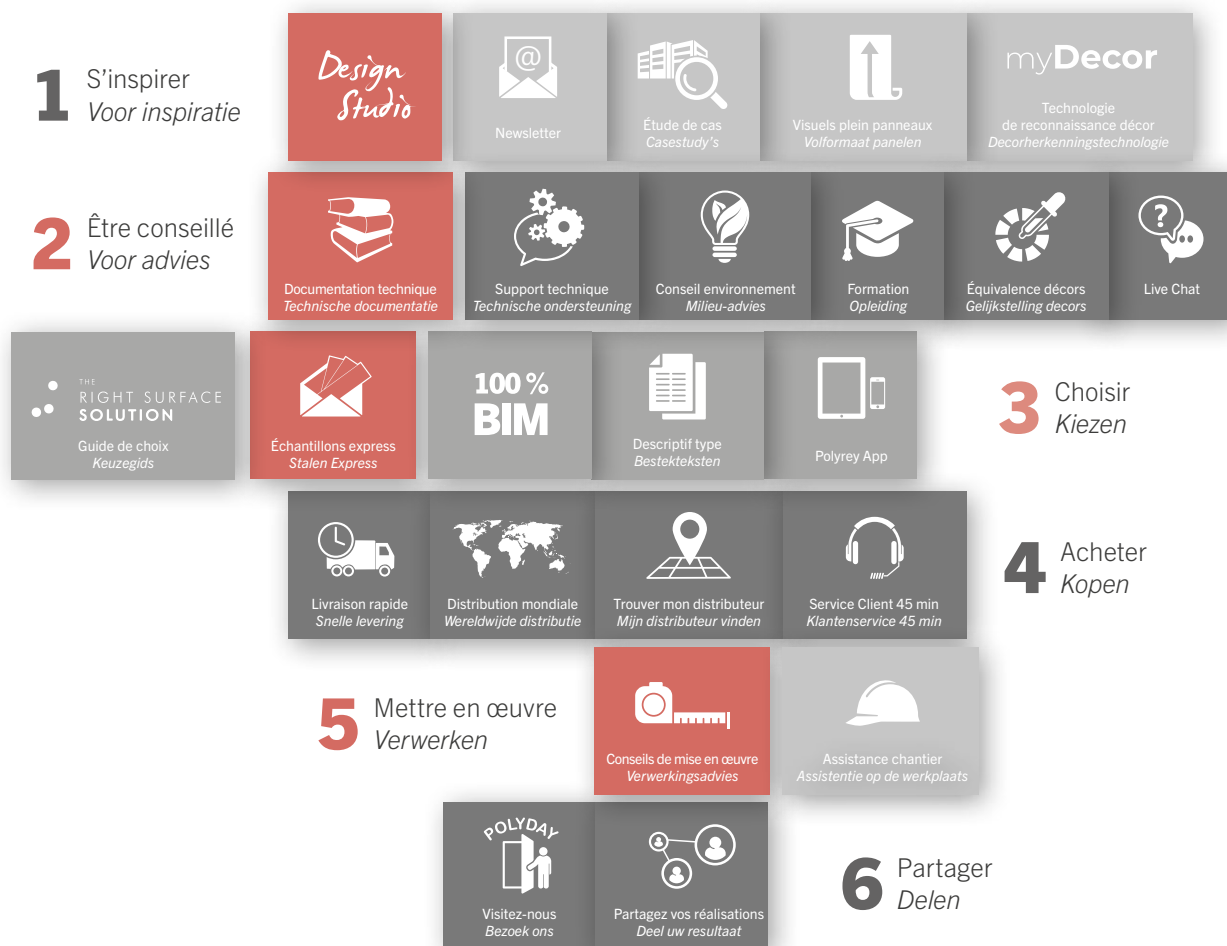 1
S'inspirer
Voor inspiratie
Design
Studio
@
Newsletter
Étude de cas
Casestudy's
Visuels plein panneaux
Volformaat panelen
myDecor
Technologie
de reconnaissance décor
Decorherkenningstechnologie
2
Être conseillé
Voor advies
Documentation technique
Technische documentatie
Support technique
Technische ondersteuning
Conseil environnement
Milieu-advies
Formation
Opleiding
Équivalence décors
Gelijkstelling decors
?
Live Chat
THE
RIGHT SURFACE
SOLUTION
Guide de choix
Keuzegids
Échantillons express
Stalen Express
100 %
BIM
Descriptif type
Bestekteksten
Polyrey App
3
Choisir
Kiezen
Livraison rapide
Snelle levering
Distribution mondiale
Wereldwijde distributie
Trouver mon distributeur
Mijn distributeur vinden
Service Client 45 min
Klantenservice 45 min
4
Acheter
Kopen
5
Mettre en œuvre
Verwerken
Conseils de mise en œuvre
Verwerkingsadvies
Assistance chantier
Assistentie op de werkplaats
POLYDAY
Visitez-nous
Bezoek ons
Partagez vos réalisations
Deel uw resultaat
6
Partager
Delen